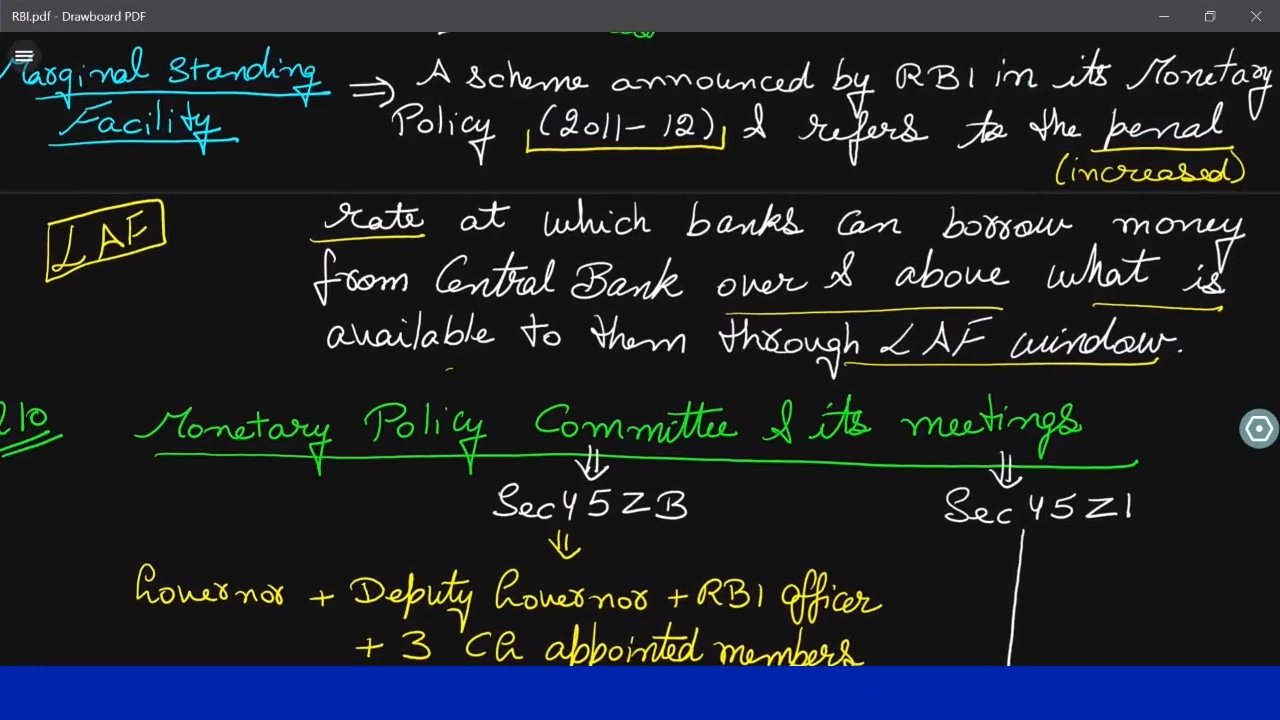 RBI.pdf - Drawboard PDF
Marginal Standing ⇒ A scheme announced by RBI in its Monetary
Facility Policy (2011-12) & refers to the penal
(increased)
LAF rate at which banks can borrow money
from Central Bank over & above what is
available to them through LAF window.
Q10 Monetary Policy Committee & its meetings
Sec 45ZB Sec 45ZI
Governor + Deputy Governor + RBI officer
+ 3 CG appointed members